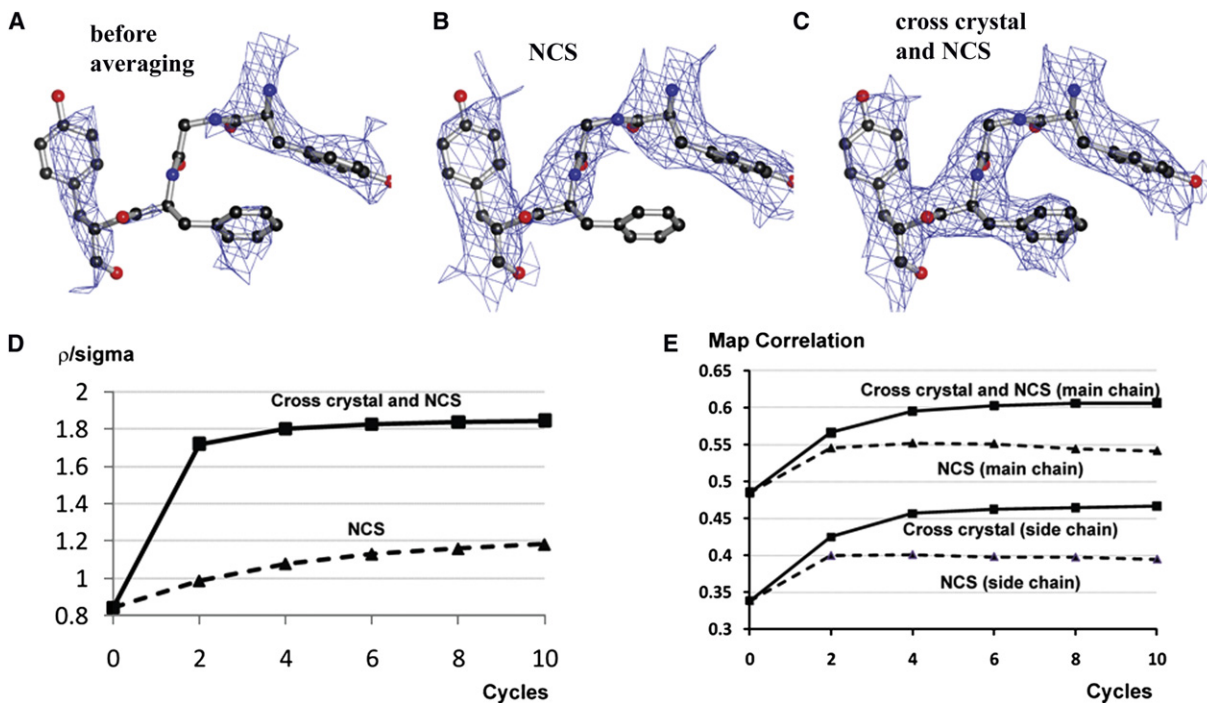 A
before
averaging
B
NCS
C
cross crystal
and NCS
D
ρ/sigma
2
1.8
1.6
1.4
1.2
1
0.8
Cross crystal and NCS
NCS
0 2 4 6 8 10
Cycles
E
Map Correlation
0.65
0.6
0.55
0.5
0.45
0.4
0.35
0.3
Cross crystal and NCS (main chain)
NCS (main chain)
Cross crystal (side chain)
NCS (side chain)
0 2 4 6 8 10
Cycles